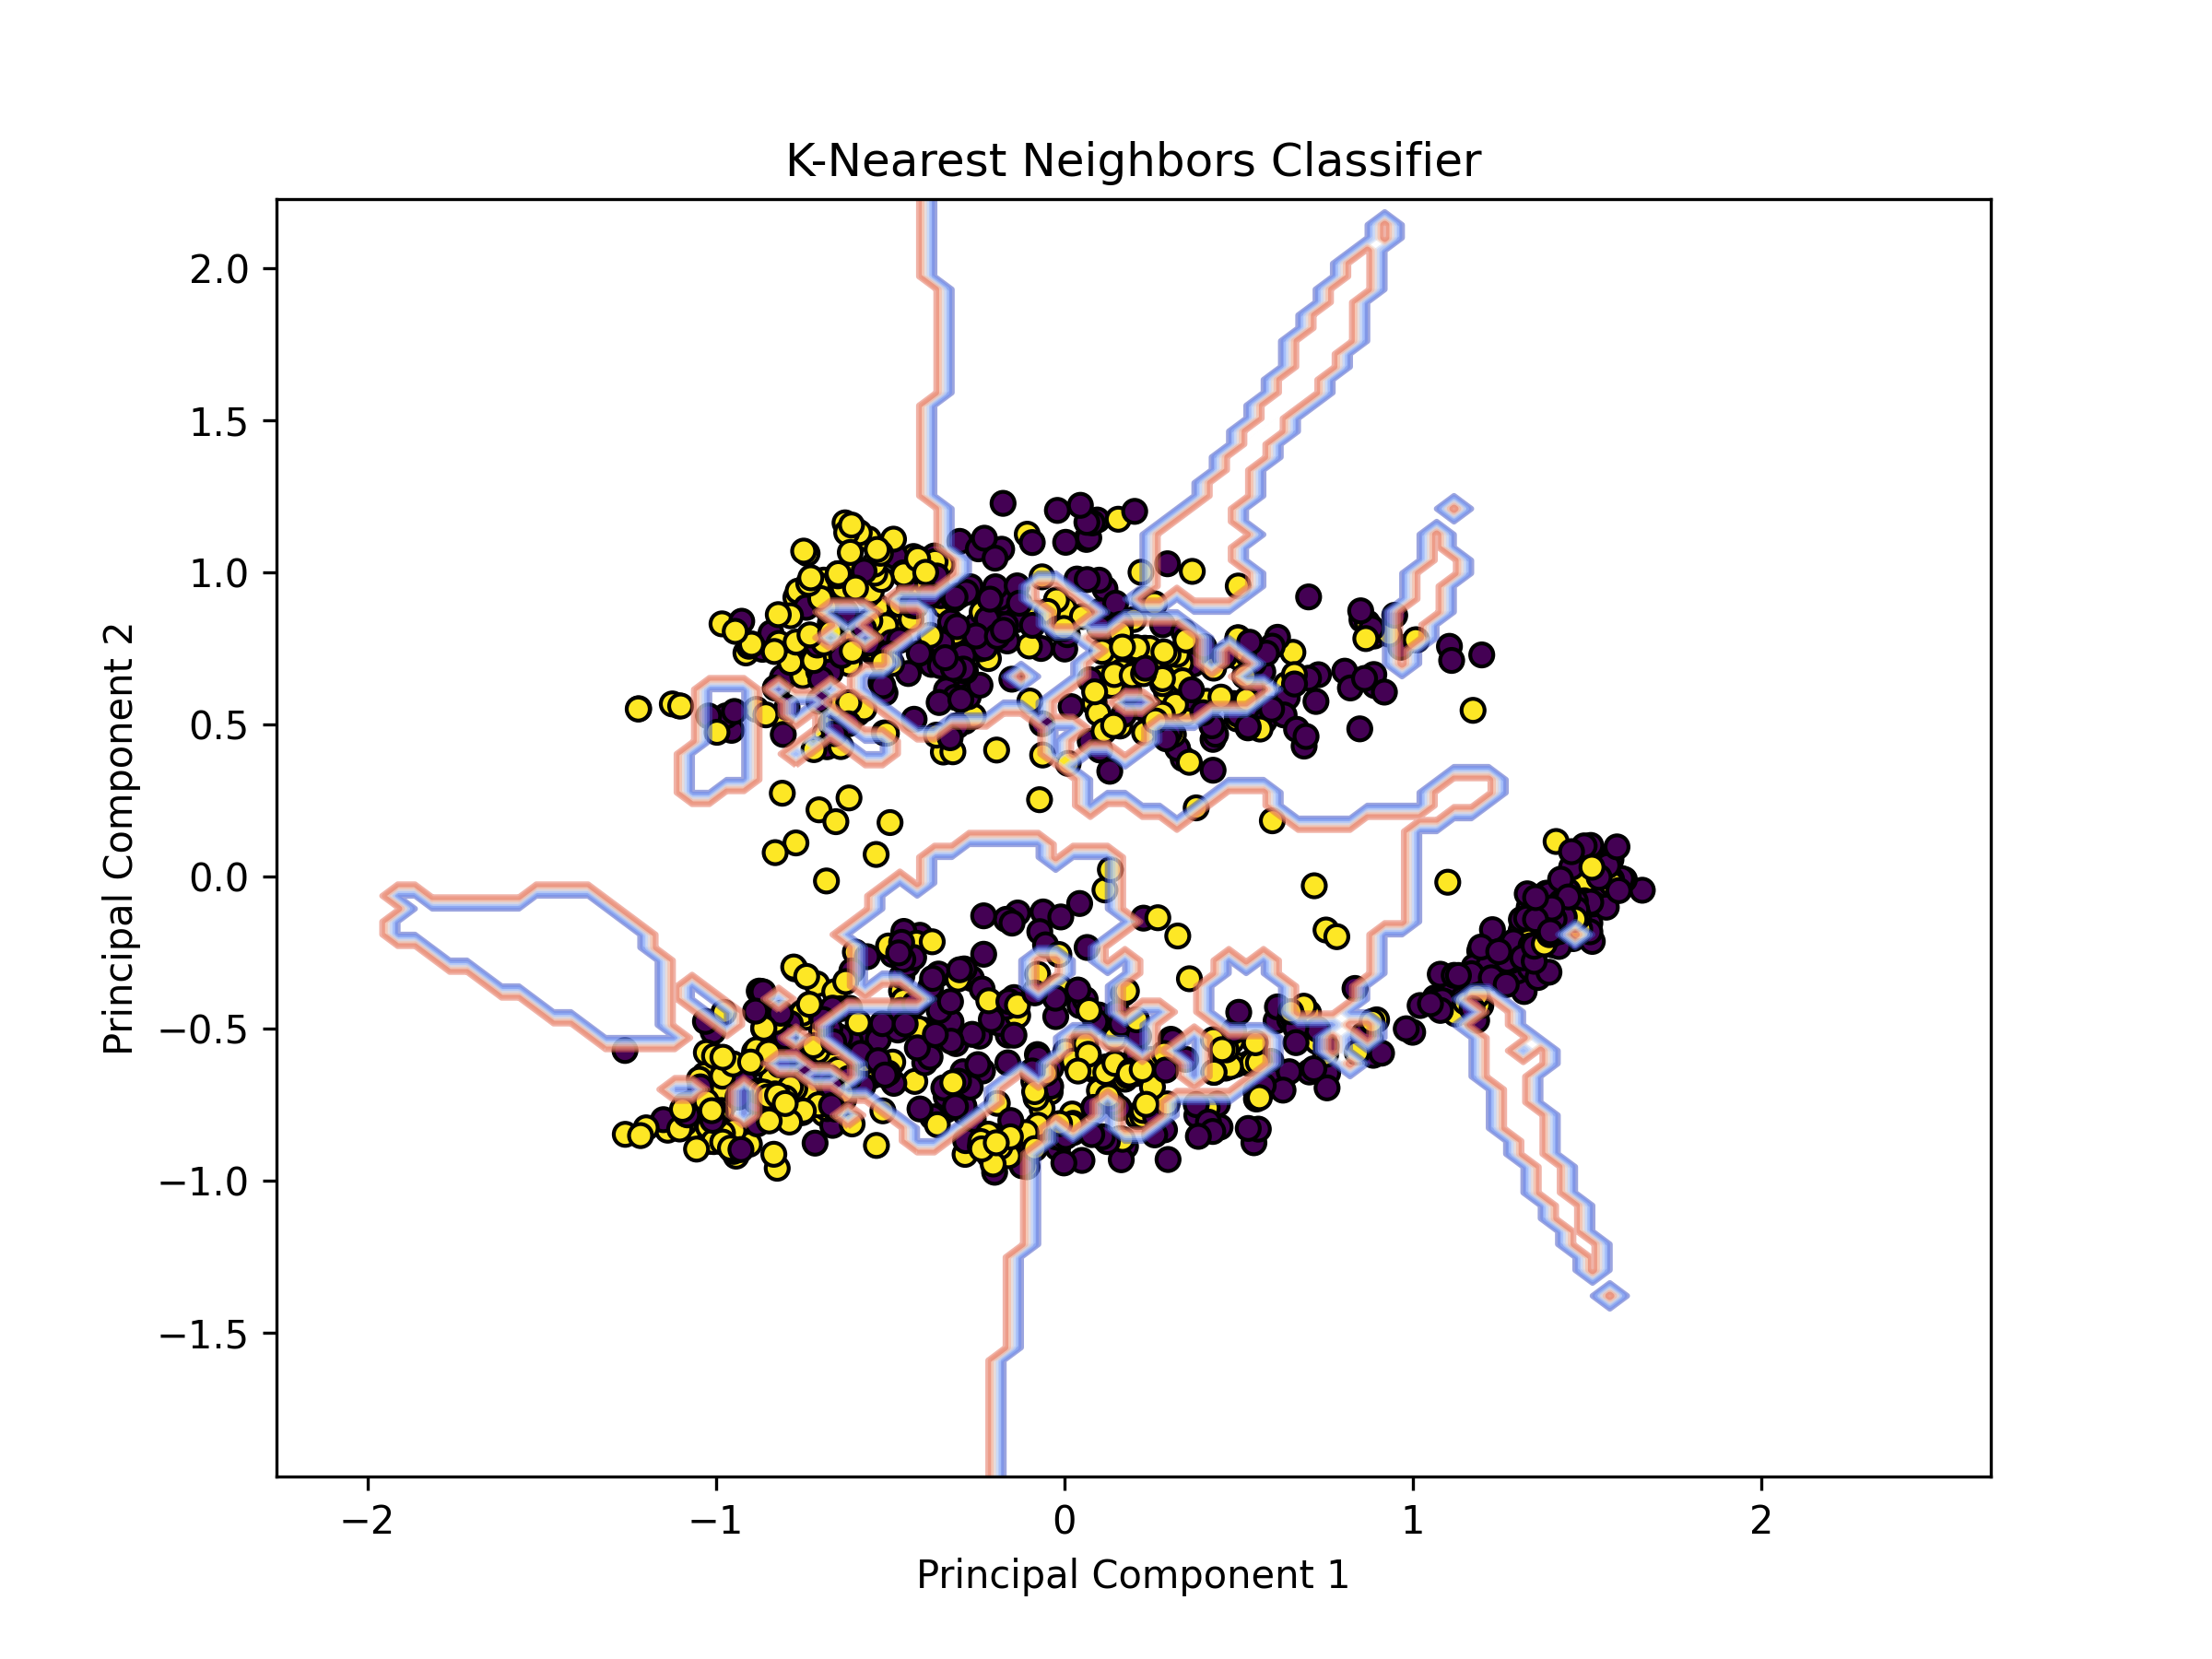 K-Nearest Neighbors Classifier
Principal Component 2
2.0
1.5
1.0
0.5
0.0
−0.5
−1.0
−1.5
−2 −1 0 1 2
Principal Component 1